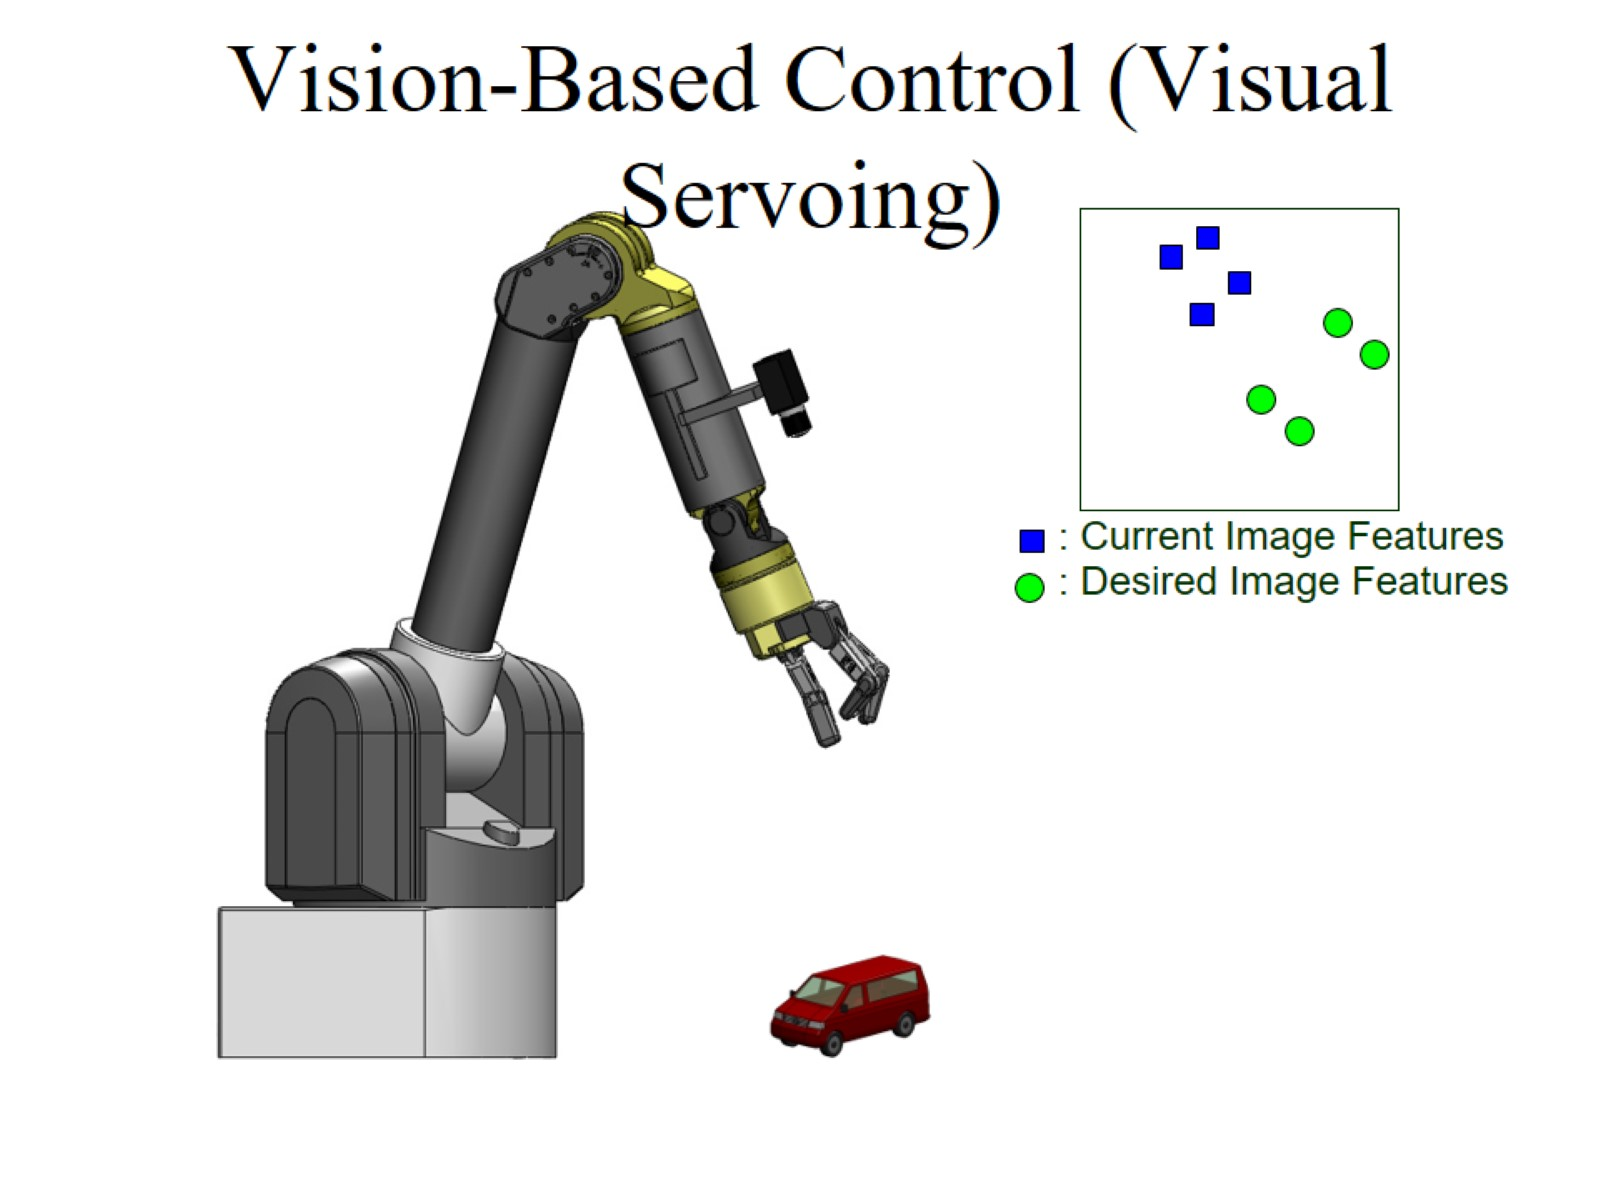 Vision-Based Control (Visual
Servoing)
: Current Image Features
: Desired Image Features